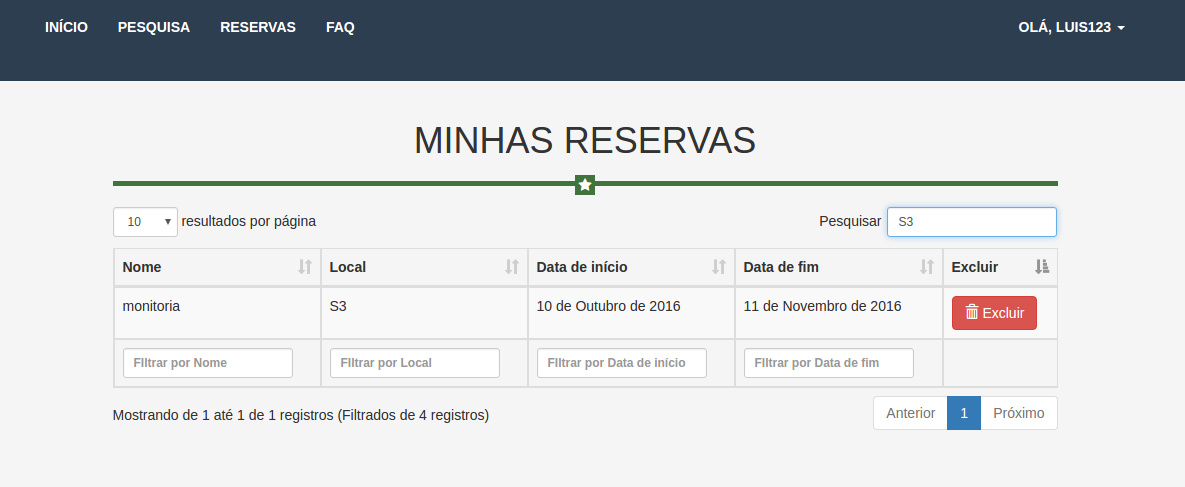 INÍCIO PESQUISA RESERVAS FAQ OLÁ, LUIS123
MINHAS RESERVAS
10 resultados por página Pesquisar S3
Nome Local Data de início Data de fim Excluir
monitoria S3 10 de Outubro de 2016 11 de Novembro de 2016 Excluir
FIltrar por Nome FIltrar por Local FIltrar por Data de início FIltrar por Data de fim
Mostrando de 1 até 1 de 1 registros (Filtrados de 4 registros) Anterior 1 Próximo